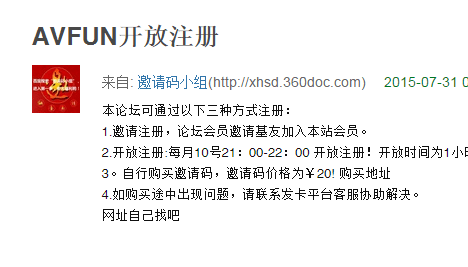 AVFUN开放注册
来自: 邀请码小组(http://xhsd.360doc.com) 2015-07-31 0
本论坛可通过以下三种方式注册：
1.邀请注册，论坛会员邀请基友加入本站会员。
2.开放注册:每月10号21：00-22：00 开放注册！开放时间为1小
3。自行购买邀请码，邀请码价格为￥20! 购买地址
4.如购买途中出现问题，请联系发卡平台客服协助解决。
网址自己找吧